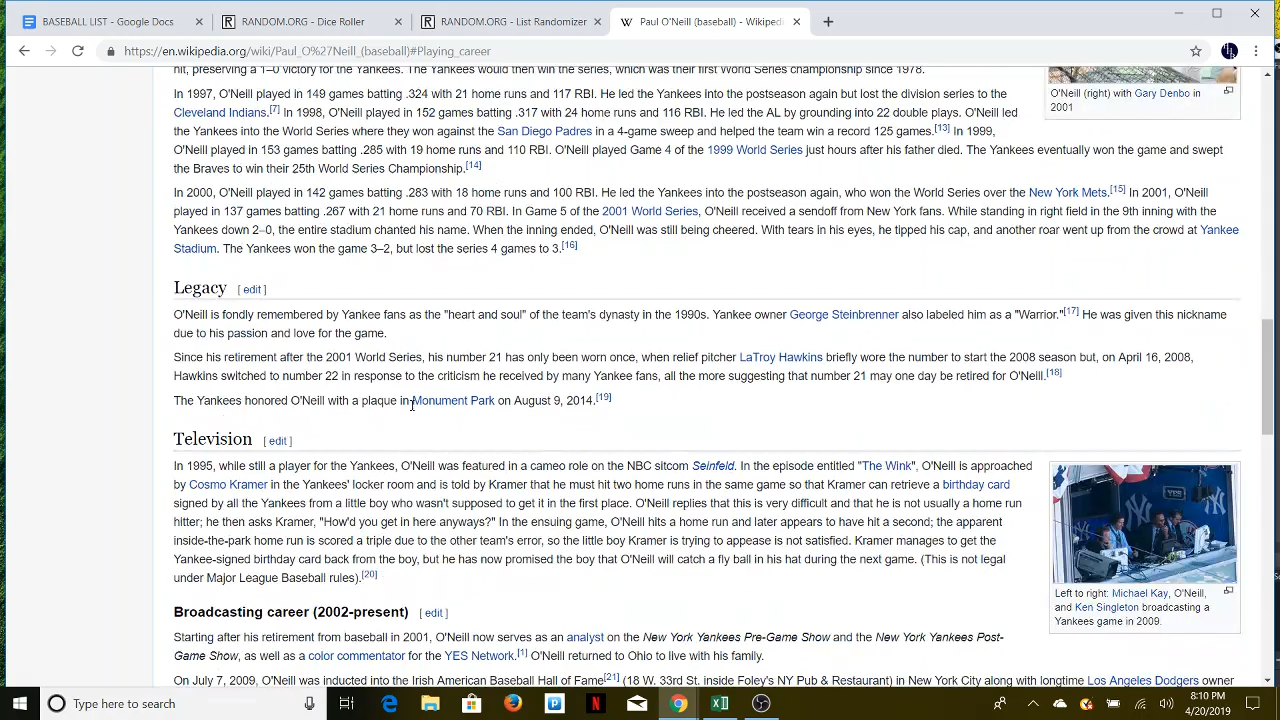 BASEBALL LIST - Google Docs
RANDOM.ORG - Dice Roller
RANDOM.ORG - List Randomizer
Paul O'Neill (baseball) - Wikipedi
https://en.wikipedia.org/wiki/Paul_O%27Neill_(baseball)#Playing_career
hit, preserving a 1–0 victory for the Yankees. The Yankees would then win the series, which was their first World Series championship since 1978.
In 1997, O'Neill played in 149 games batting .324 with 21 home runs and 117 RBI. He led the Yankees into the postseason again but lost the division series to the
Cleveland Indians.[7] In 1998, O'Neill played in 152 games batting .317 with 24 home runs and 116 RBI. He led the AL by grounding into 22 double plays. O'Neill led
the Yankees into the World Series where they won against the San Diego Padres in a 4-game sweep and helped the team win a record 125 games.[13] In 1999,
O'Neill played in 153 games batting .285 with 19 home runs and 110 RBI. O'Neill played Game 4 of the 1999 World Series just hours after his father died. The Yankees eventually won the game and swept
the Braves to win their 25th World Series Championship.[14]
O'Neill (right) with Gary Denbo in
2001
In 2000, O'Neill played in 142 games batting .283 with 18 home runs and 100 RBI. He led the Yankees into the postseason again, who won the World Series over the New York Mets.[15] In 2001, O'Neill
played in 137 games batting .267 with 21 home runs and 70 RBI. In Game 5 of the 2001 World Series, O'Neill received a sendoff from New York fans. While standing in right field in the 9th inning with the
Yankees down 2–0, the entire stadium chanted his name. When the inning ended, O'Neill was still being cheered. With tears in his eyes, he tipped his cap, and another roar went up from the crowd at Yankee
Stadium. The Yankees won the game 3–2, but lost the series 4 games to 3.[16]
Legacy [ edit ]
O'Neill is fondly remembered by Yankee fans as the "heart and soul" of the team's dynasty in the 1990s. Yankee owner George Steinbrenner also labeled him as a "Warrior."[17] He was given this nickname
due to his passion and love for the game.
Since his retirement after the 2001 World Series, his number 21 has only been worn once, when relief pitcher LaTroy Hawkins briefly wore the number to start the 2008 season but, on April 16, 2008,
Hawkins switched to number 22 in response to the criticism he received by many Yankee fans, all the more suggesting that number 21 may one day be retired for O'Neill.[18]
The Yankees honored O'Neill with a plaque in Monument Park on August 9, 2014.[19]
Television [ edit ]
In 1995, while still a player for the Yankees, O'Neill was featured in a cameo role on the NBC sitcom Seinfeld. In the episode entitled "The Wink", O'Neill is approached
by Cosmo Kramer in the Yankees' locker room and is told by Kramer that he must hit two home runs in the same game so that Kramer can retrieve a birthday card
signed by all the Yankees from a little boy who wasn't supposed to get it in the first place. O'Neill replies that this is very difficult and that he is not usually a home run
hitter; he then asks Kramer, "How'd you get in here anyways?" In the ensuing game, O'Neill hits a home run and later appears to have hit a second; the apparent
inside-the-park home run is scored a triple due to the other team's error, so the little boy Kramer is trying to appease is not satisfied. Kramer manages to get the
Yankee-signed birthday card back from the boy, but he has now promised the boy that O'Neill will catch a fly ball in his hat during the next game. (This is not legal
under Major League Baseball rules).[20]
Left to right: Michael Kay, O'Neill,
and Ken Singleton broadcasting a
Yankees game in 2009.
Broadcasting career (2002-present) [ edit ]
Starting after his retirement from baseball in 2001, O'Neill now serves as an analyst on the New York Yankees Pre-Game Show and the New York Yankees Post-
Game Show, as well as a color commentator for the YES Network.[1] O'Neill returned to Ohio to live with his family.
On July 7, 2009, O'Neill was inducted into the Irish American Baseball Hall of Fame[21] (18 W. 33rd St. inside Foley's NY Pub & Restaurant) in New York City along with longtime Los Angeles Dodgers owner
Type here to search
8:10 PM
4/20/2019